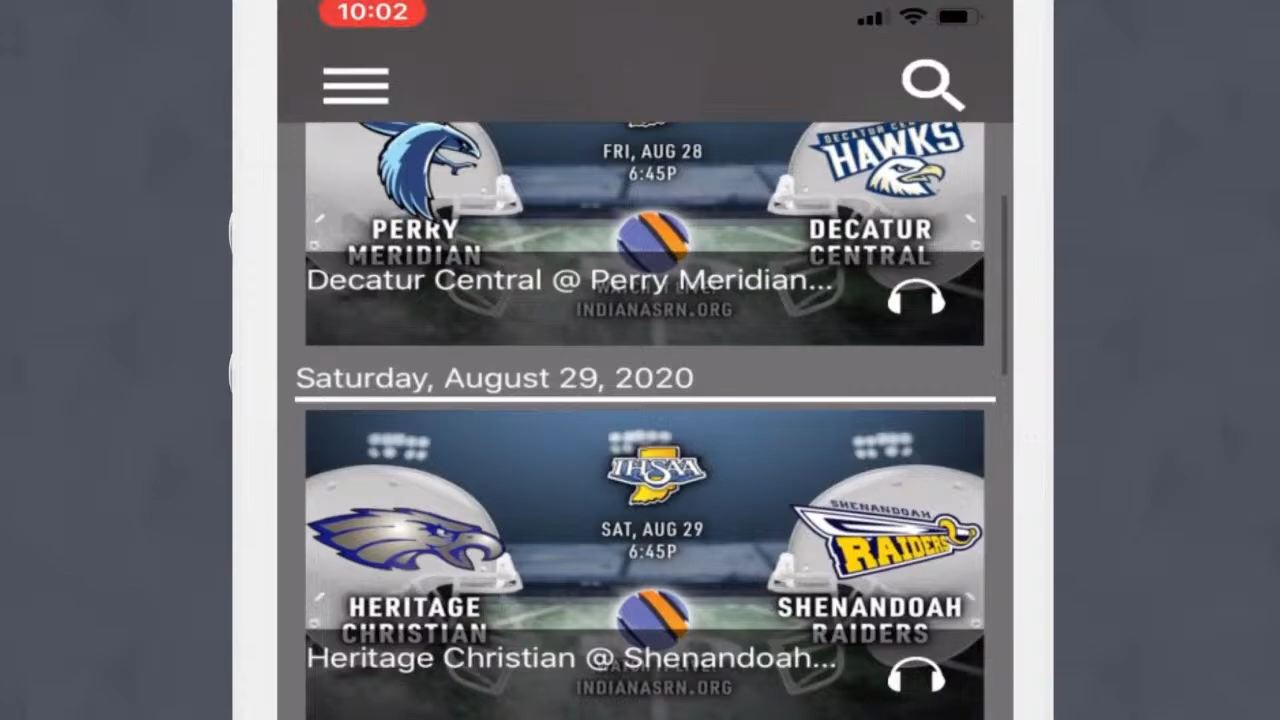 10:02
DECATUR CEN
HAWKS
FRI, AUG 28
6:45P
PERRY
MERIDIAN
DECATUR
CENTRAL
Decatur Central @ Perry Meridian...
INDIANASRN.ORG
Saturday, August 29, 2020
IHSAA
SHENANDOAH
RAIDERS
SAT, AUG 29
6:45P
HERITAGE
CHRISTIAN
SHENANDOAH
RAIDERS
Heritage Christian @ Shenandoah...
INDIANASRN.ORG